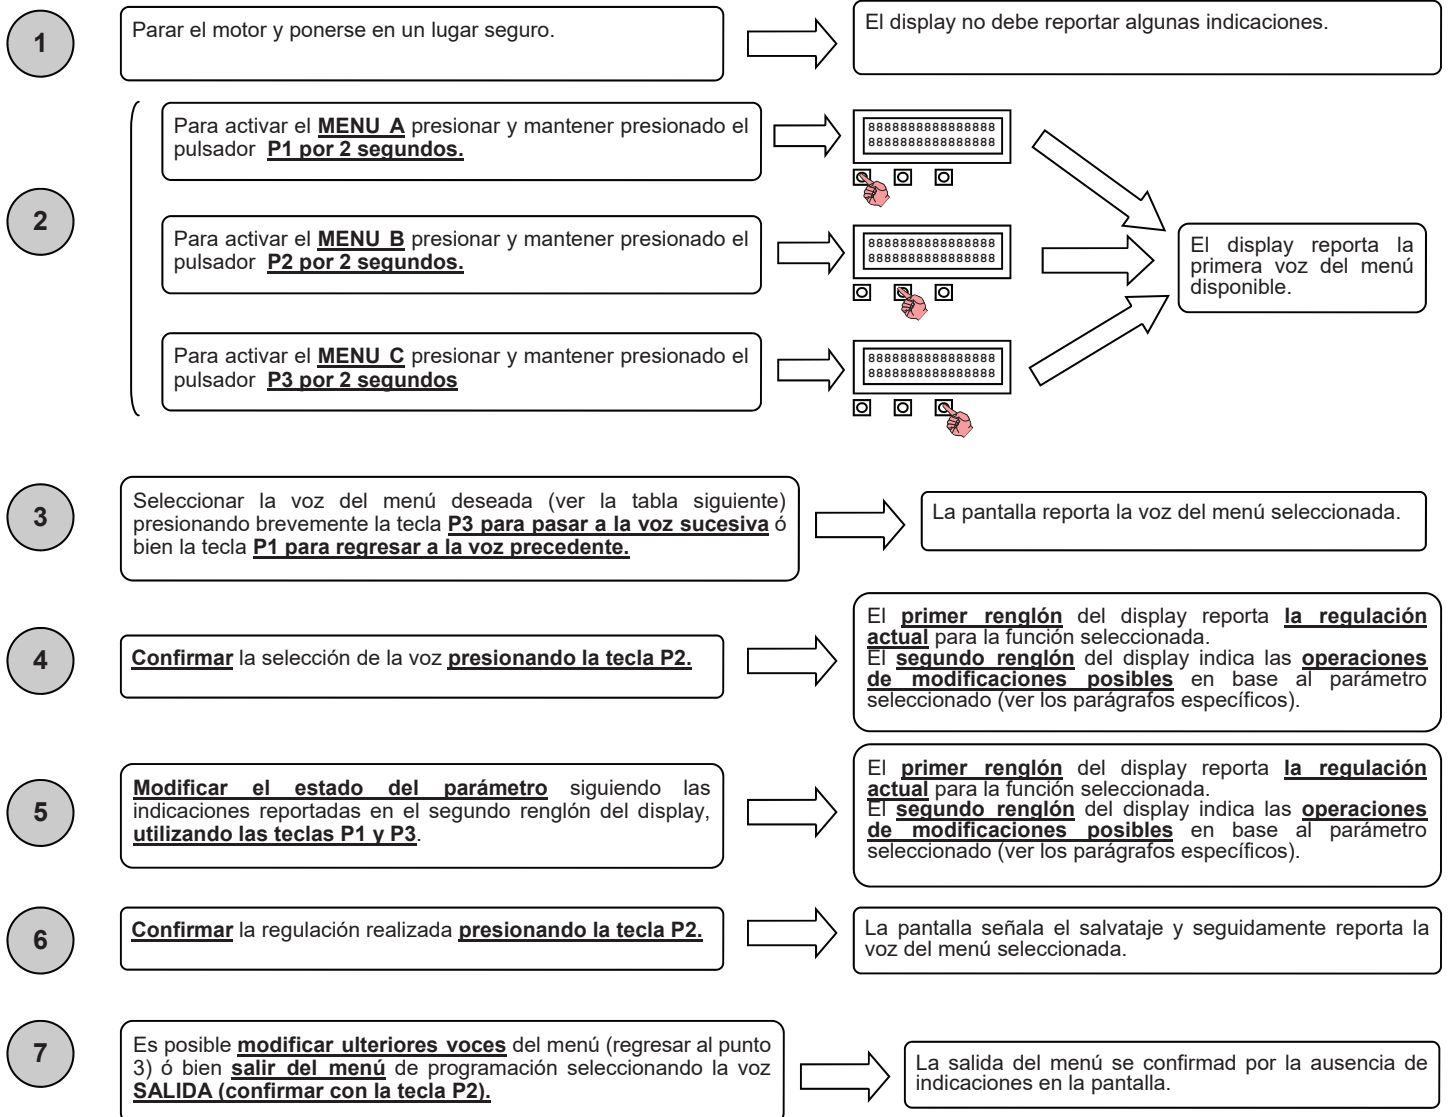 1
Parar el motor y ponerse en un lugar seguro.
El display no debe reportar algunas indicaciones.
2
Para activar el MENU A presionar y mantener presionado el
pulsador P1 por 2 segundos.
8888888888888888
8888888888888888
Para activar el MENU B presionar y mantener presionado el
pulsador P2 por 2 segundos.
8888888888888888
8888888888888888
Para activar el MENU C presionar y mantener presionado el
pulsador P3 por 2 segundos
8888888888888888
8888888888888888
El display reporta la
primera voz del menú
disponible.
3
Seleccionar la voz del menú deseada (ver la tabla siguiente)
presionando brevemente la tecla P3 para pasar a la voz sucesiva ó
bien la tecla P1 para regresar a la voz precedente.
La pantalla reporta la voz del menú seleccionada.
4
Confirmar la selección de la voz presionando la tecla P2.
El primer renglón del display reporta la regulación
actual para la función seleccionada.
El segundo renglón del display indica las operaciones
de modificaciones posibles en base al parámetro
seleccionado (ver los parágrafos específicos).
5
Modificar el estado del parámetro siguiendo las
indicaciones reportadas en el segundo renglón del display,
utilizando las teclas P1 y P3.
El primer renglón del display reporta la regulación
actual para la función seleccionada.
El segundo renglón del display indica las operaciones
de modificaciones posibles en base al parámetro
seleccionado (ver los parágrafos específicos).
6
Confirmar la regulación realizada presionando la tecla P2.
La pantalla señala el salvataje y seguidamente reporta la
voz del menú seleccionada.
7
Es posible modificar ulteriores voces del menú (regresar al punto
3) ó bien salir del menú de programación seleccionando la voz
SALIDA (confirmar con la tecla P2).
La salida del menú se confirmad por la ausencia de
indicaciones en la pantalla.